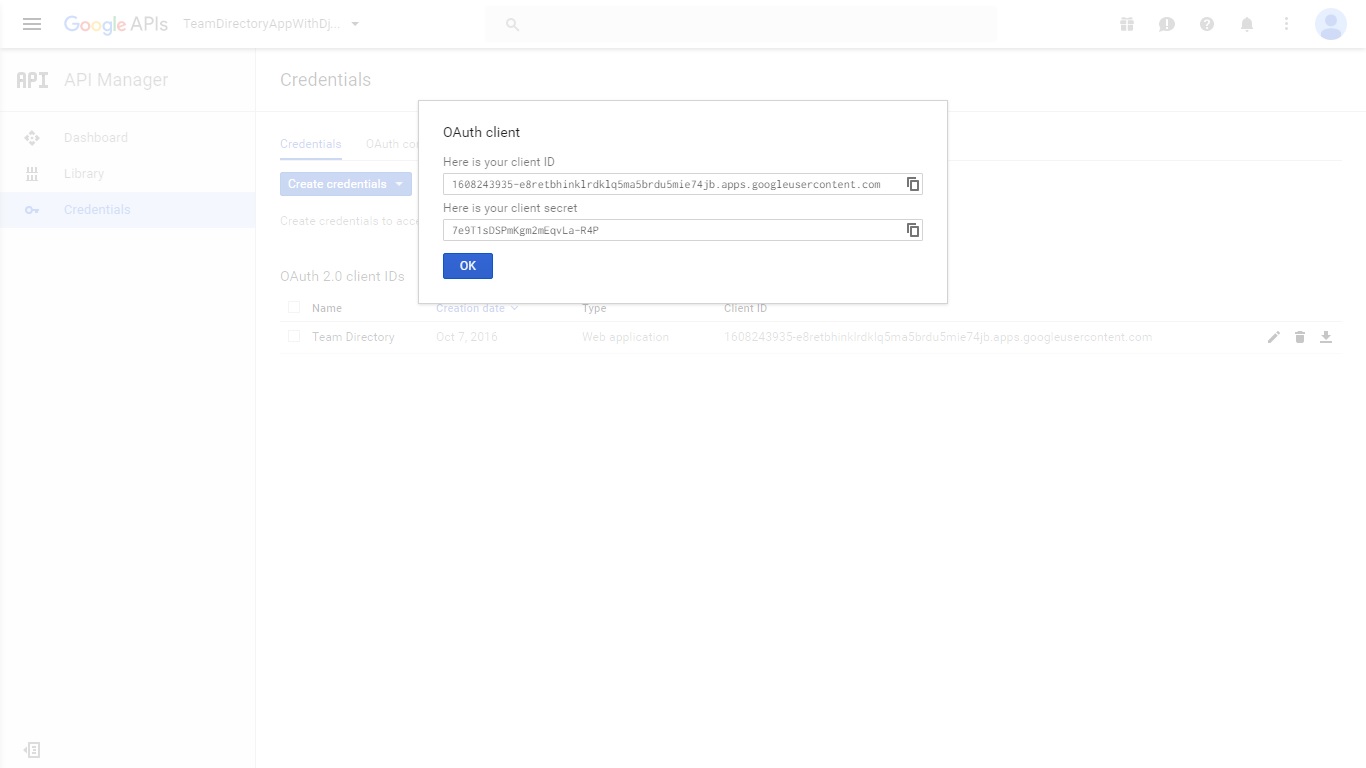 Google APIs TeamDirectoryAppWithDj...
API API Manager
Credentials
Dashboard
Library
Credentials
Credentials OAuth con
Create credentials
Create credentials to acce
OAuth client
Here is your client ID
1608243935-e8retbhinklrdklq5ma5brdu5mie74jb.apps.googleusercontent.com
Here is your client secret
7e9T1sDSPmKgm2mEqvLa-R4P
OK
OAuth 2.0 client IDs
Name Creation date Type Client ID
Team Directory Oct 7, 2016 Web application 1608243935-e8retbhinklrdklq5ma5brdu5mie74jb.apps.googleusercontent.com